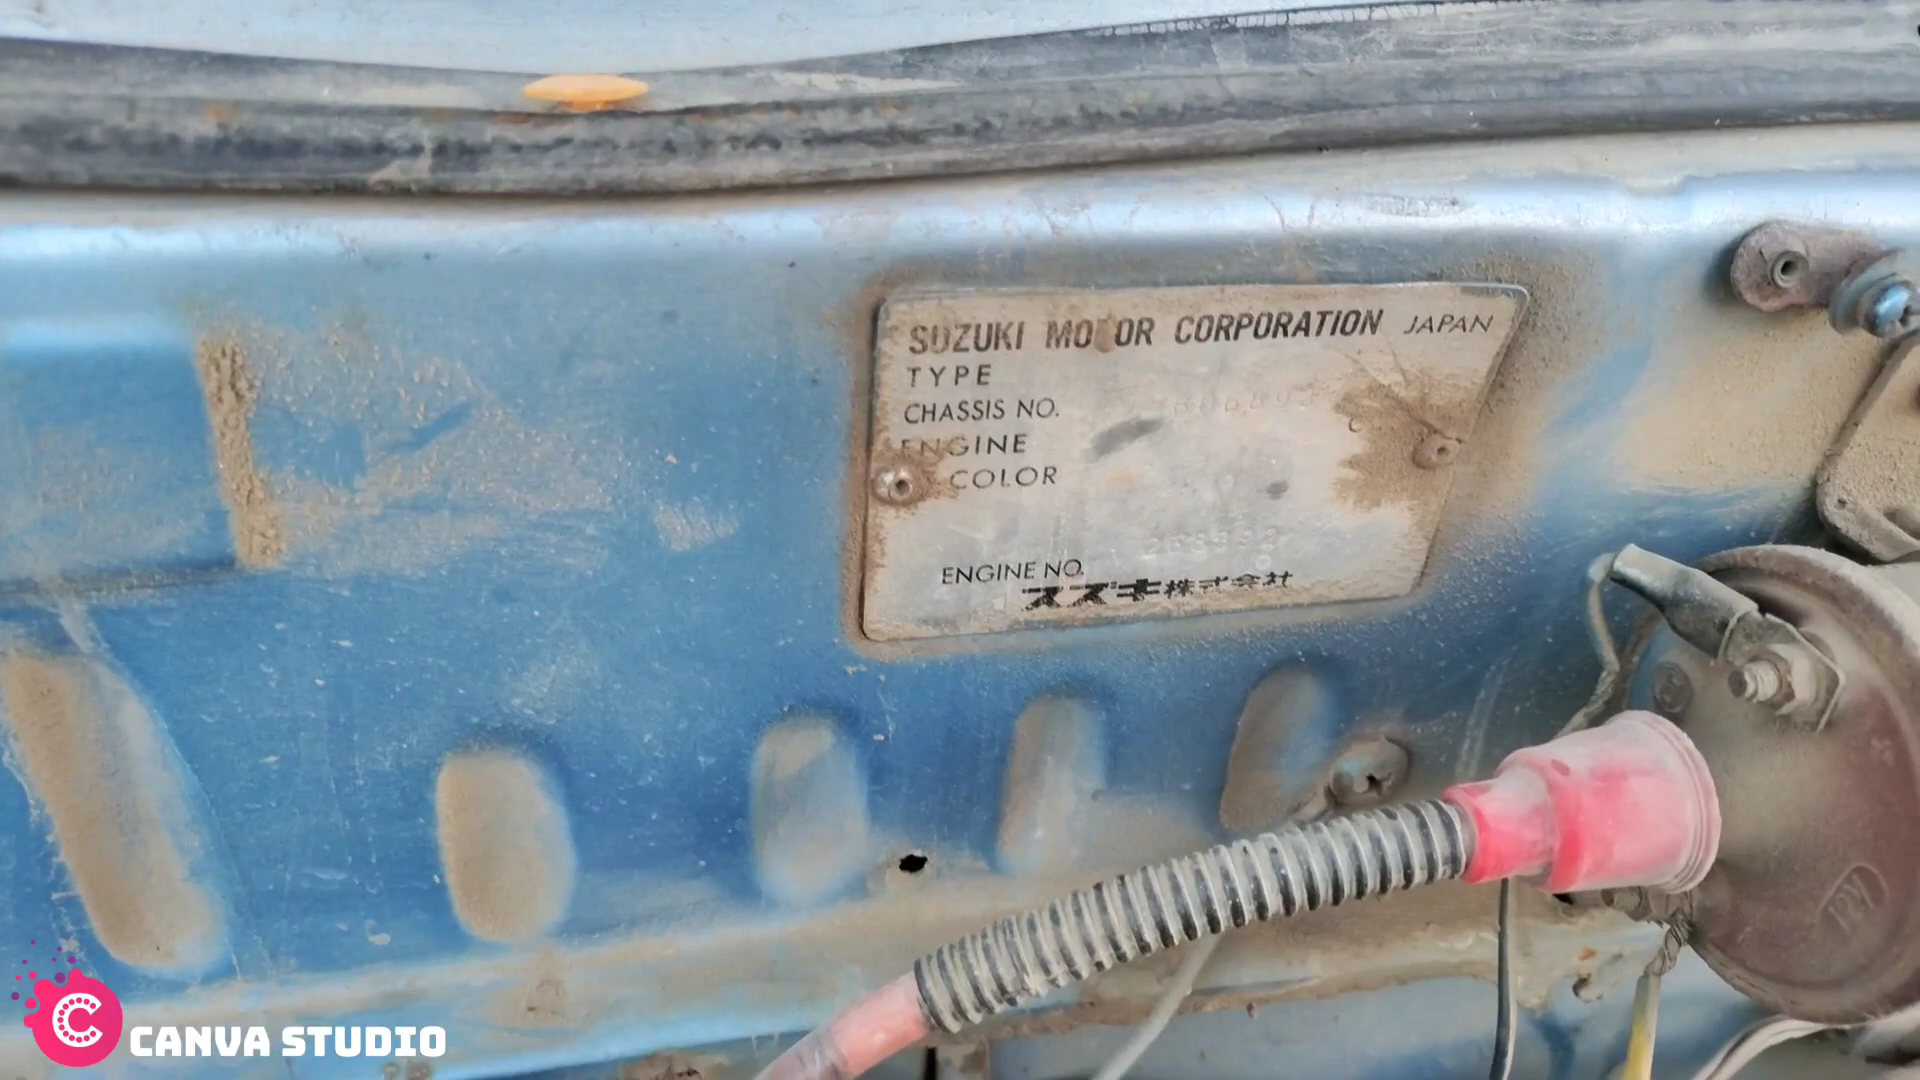 SUZUKI MOTOR CORPORATION JAPAN
TYPE
CHASSIS NO.
ENGINE
COLOR
ENGINE NO.
スズキ株式会社
12V
C CANVA STUDIO